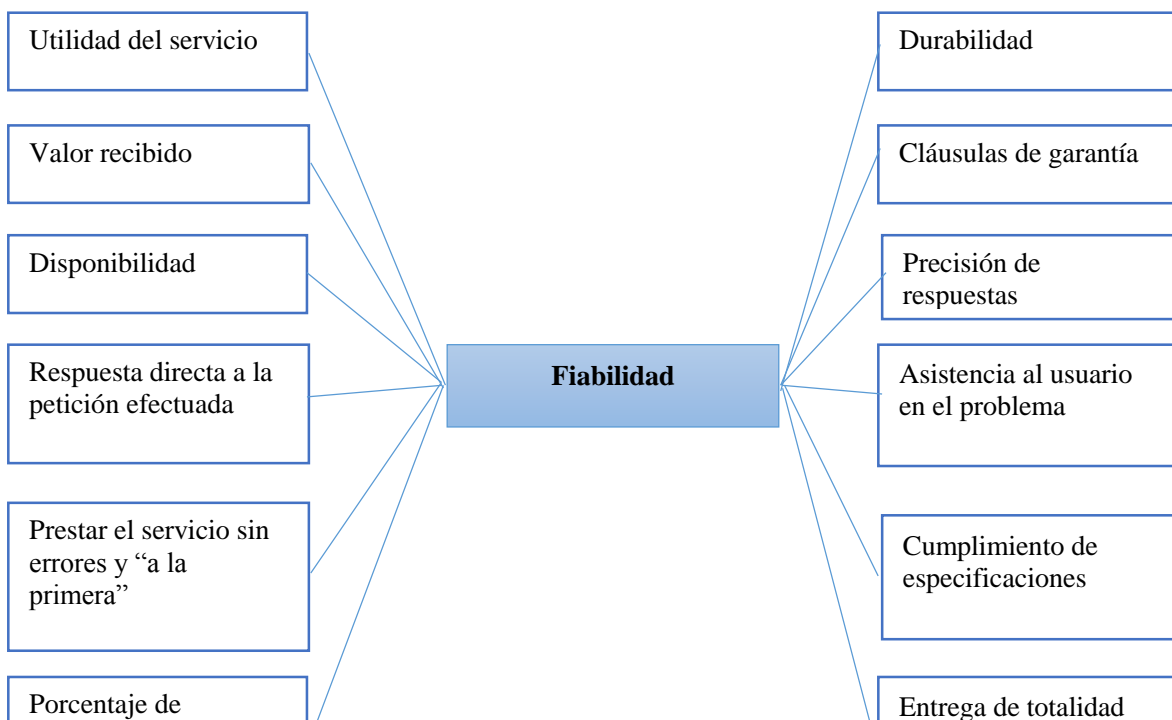 Utilidad del servicio
Valor recibido
Disponibilidad
Respuesta directa a la
petición efectuada
Prestar el servicio sin
errores y “a la
primera”
Porcentaje de
Fiabilidad
Durabilidad
Cláusulas de garantía
Precisión de
respuestas
Asistencia al usuario
en el problema
Cumplimiento de
especificaciones
Entrega de totalidad